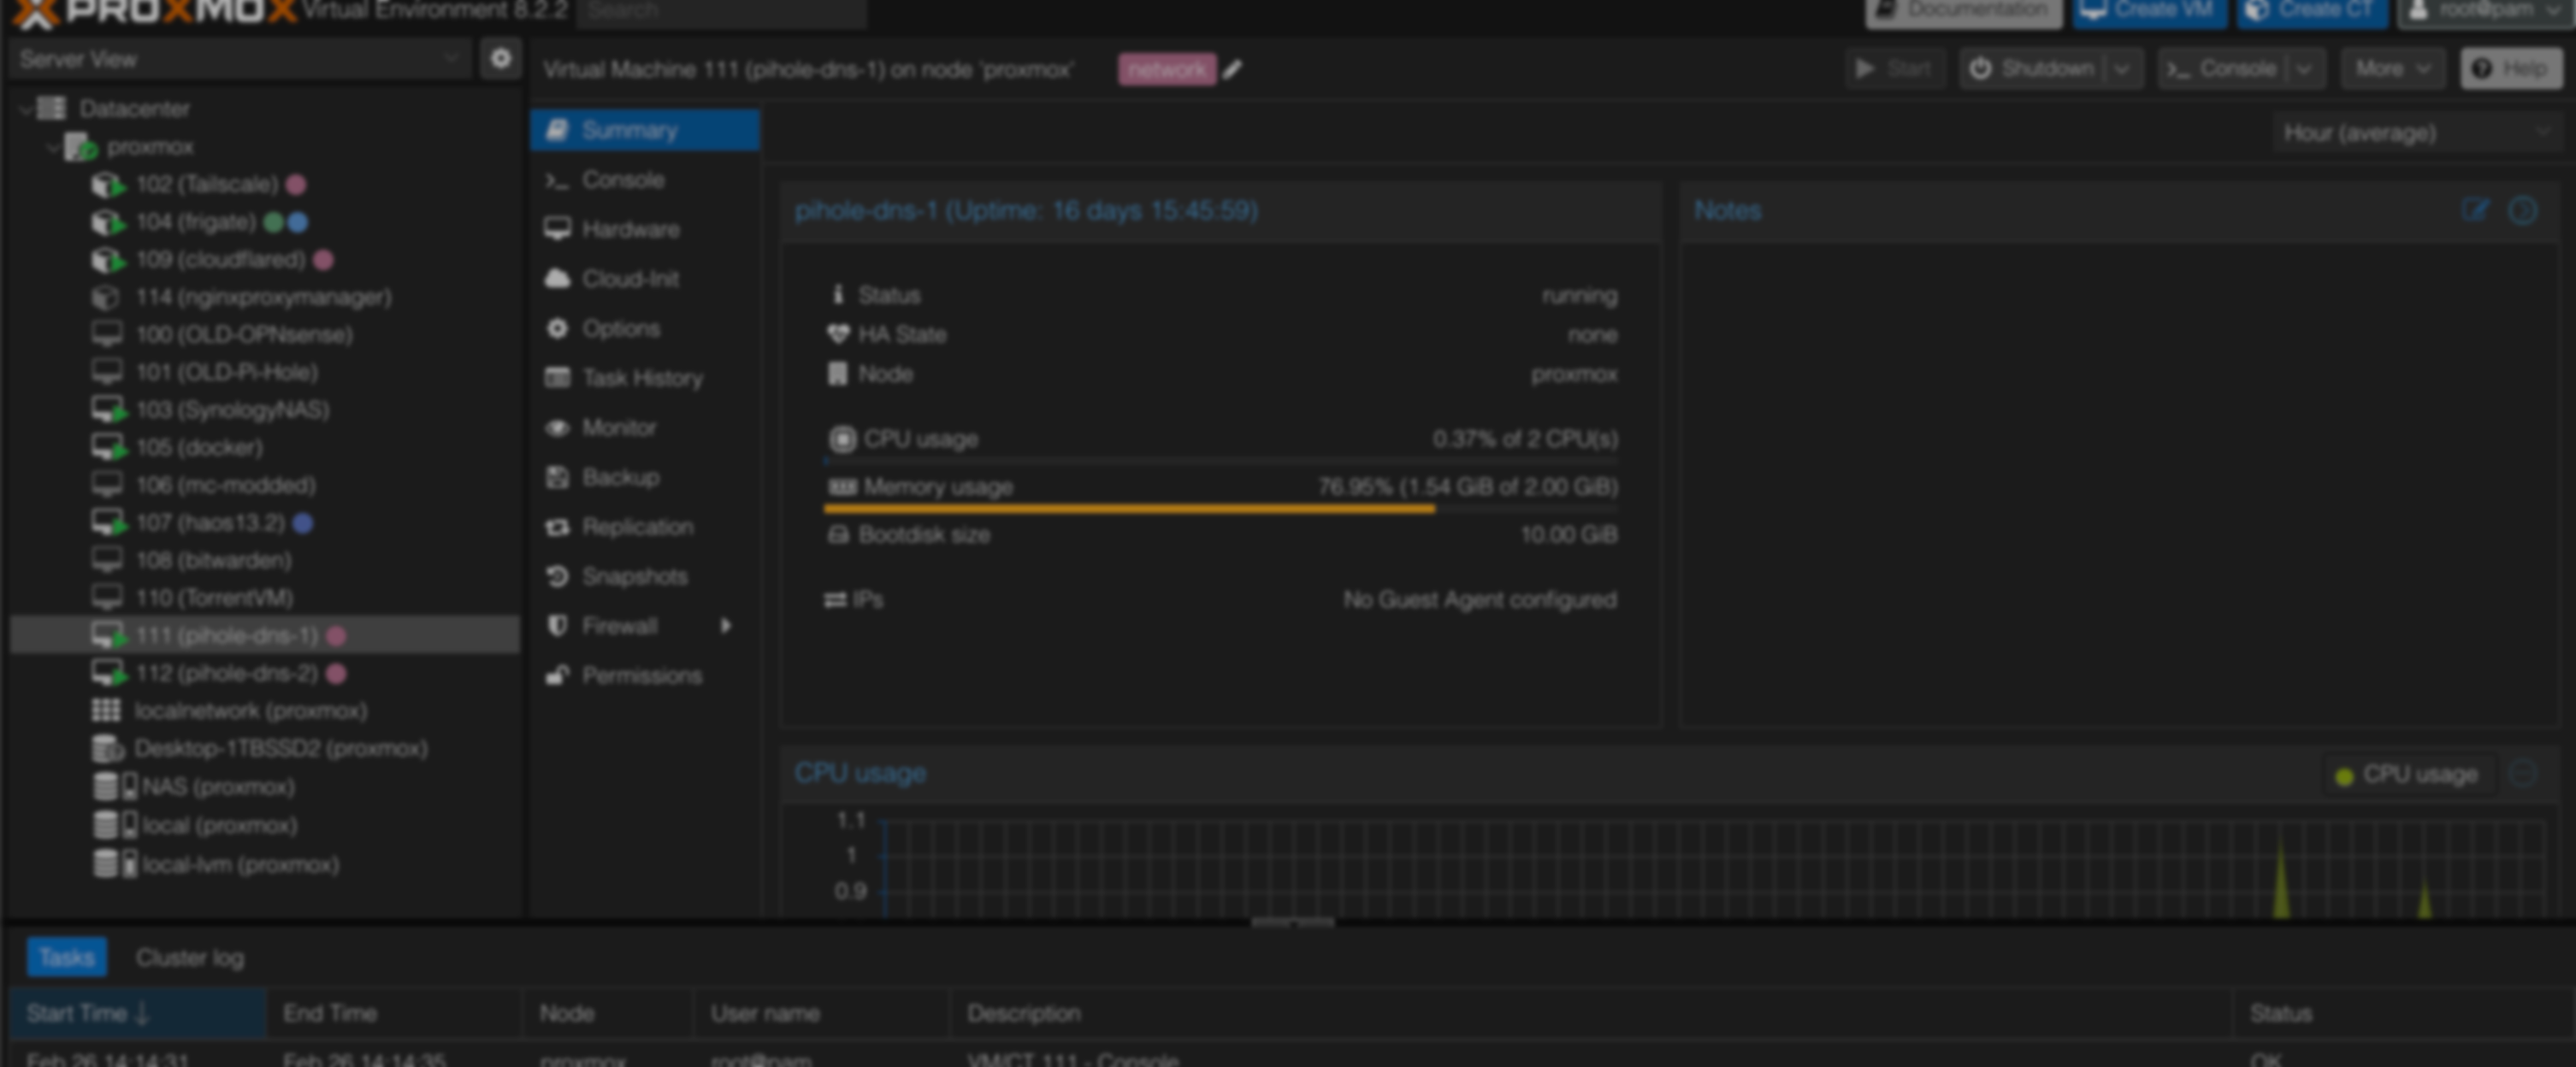 PROXMOX Virtual Environment 8.2.2 Search Documentation Create VM Create CT root@pam
Server View
Virtual Machine 111 (pihole-dns-1) on node 'proxmox' network Start Shutdown Console More Help
Datacenter
proxmox
102 (Tailscale)
104 (frigate)
109 (cloudflared)
114 (nginxproxymanager)
100 (OLD-OPNsense)
101 (OLD-Pi-Hole)
103 (SynologyNAS)
105 (docker)
106 (mc-modded)
107 (haos13.2)
108 (bitwarden)
110 (TorrentVM)
111 (pihole-dns-1)
112 (pihole-dns-2)
localnetwork (proxmox)
Desktop-1TBSSD2 (proxmox)
NAS (proxmox)
local (proxmox)
local-lvm (proxmox)
Summary
Console
Hardware
Cloud-Init
Options
Task History
Monitor
Backup
Replication
Snapshots
Firewall
Permissions
Hour (average)
pihole-dns-1 (Uptime: 16 days 15:45:59)
Status running
HA State none
Node proxmox
CPU usage 0.37% of 2 CPU(s)
Memory usage 76.95% (1.54 GiB of 2.00 GiB)
Bootdisk size 10.00 GiB
IPs No Guest Agent configured
Notes
CPU usage CPU usage
1.1
1
0.9
Tasks Cluster log
Start Time End Time Node User name Description Status
Feb 26 14:14:31 Feb 26 14:14:35 proxmox root@pam VM/CT 111 - Console OK